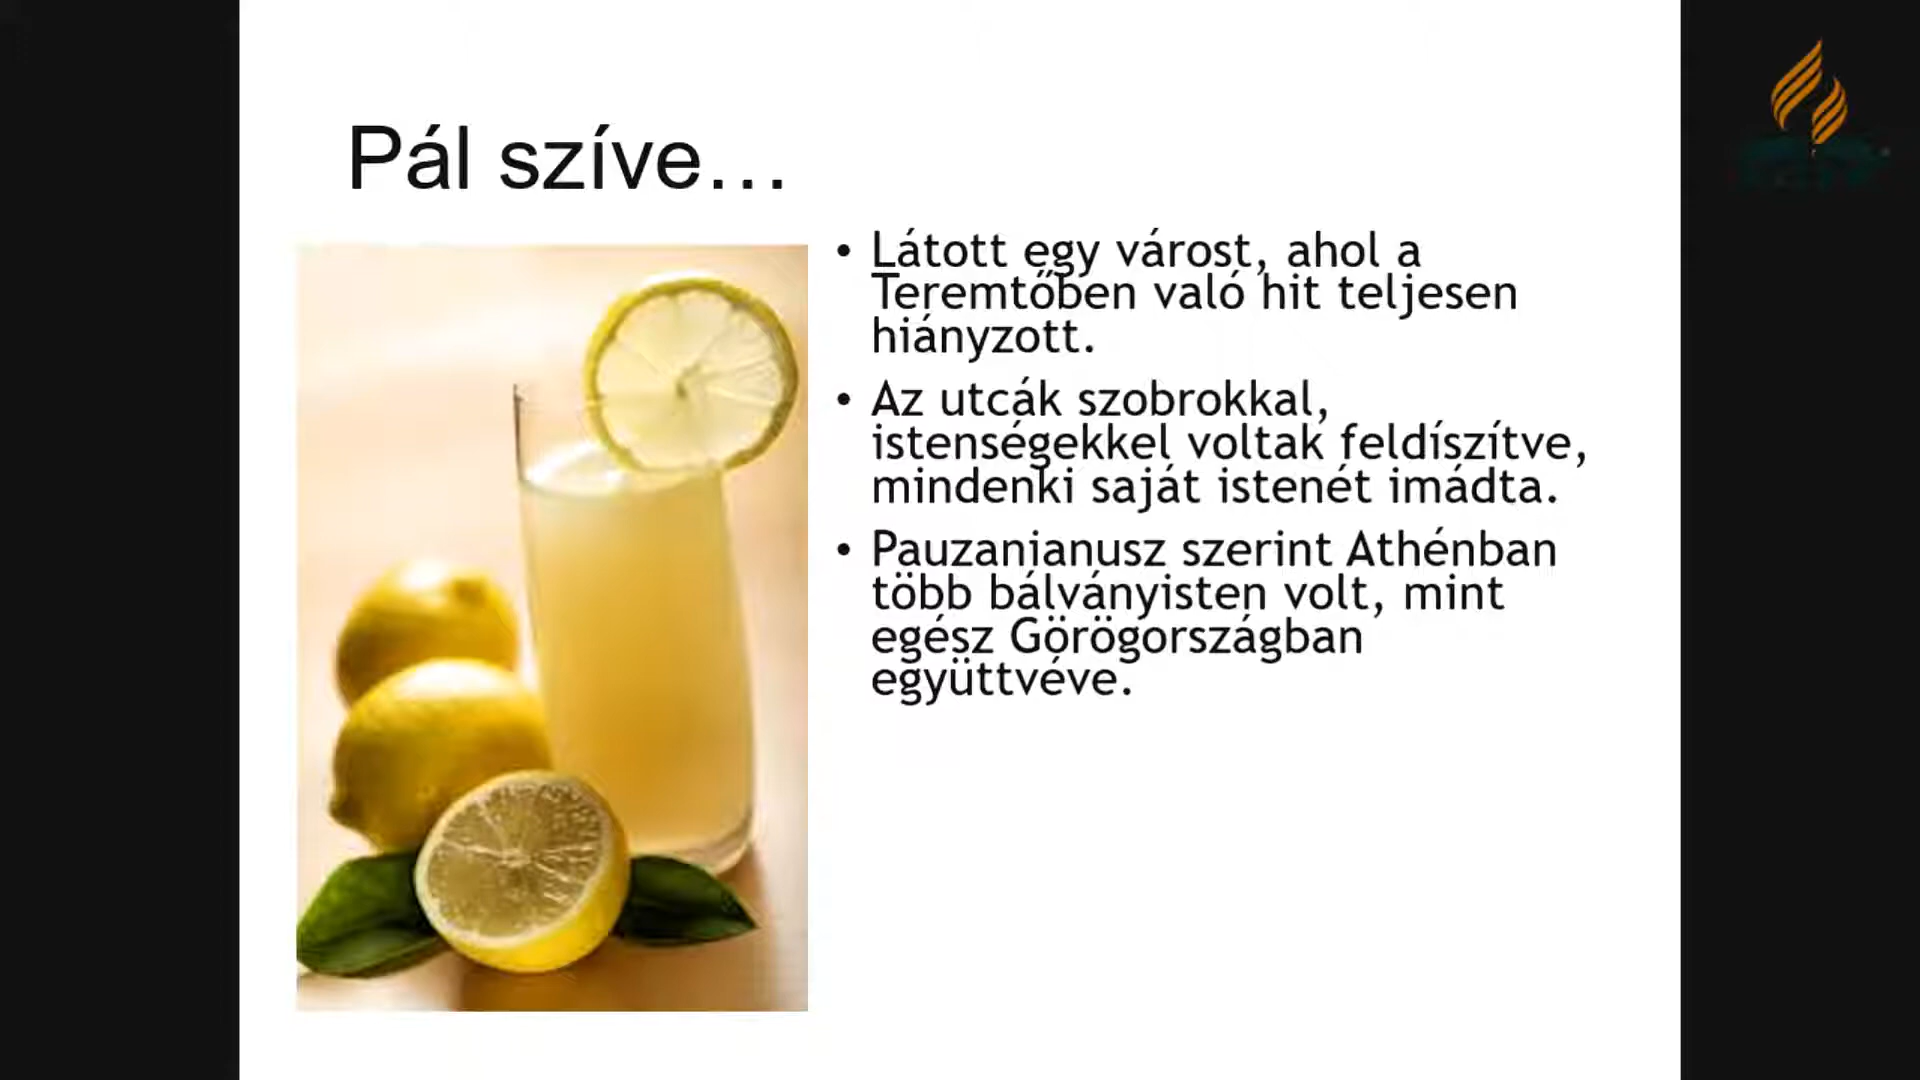 Pál szíve…
• Látott egy várost, ahol a
Teremtőben való hit teljesen
hiányzott.
• Az utcák szobrokkal,
istenségekkel voltak feldíszítve,
mindenki saját istenét imádta.
• Pauzanianusz szerint Athénban
több bálványisten volt, mint
egész Görögországban
együttvéve.